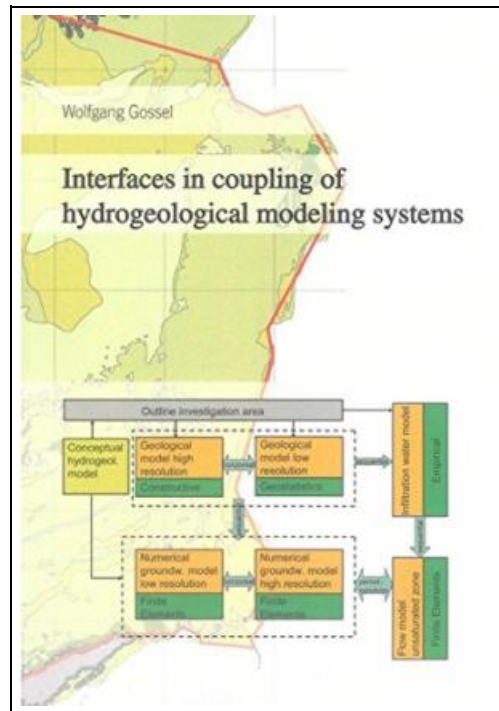 Wolfgang Gossel
Interfaces in coupling of
hydrogeological modeling systems
Outline investigation area
Conceptual
hydrogeol.
model
Geological
model high
resolution
Constructive
Geological
model low
resolution
Geostatistics
Infiltration water model
Empirical
Numerical
groundw. model
low resolution
Finite
Elements
Numerical
groundw. model
high resolution
Finite
Elements
Flow model
unsaturated zone
Finite Elements